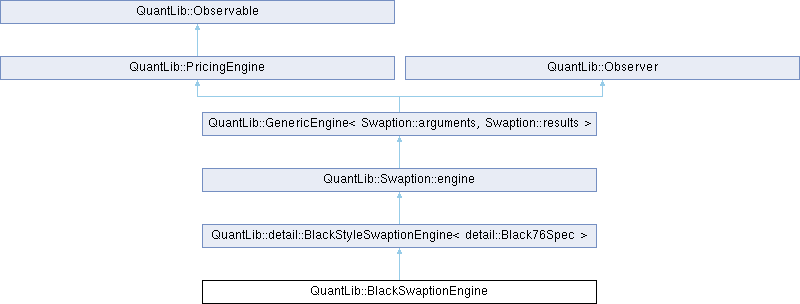 QuantLib::Observable
QuantLib::PricingEngine
QuantLib::Observer
QuantLib::GenericEngine< Swaption::arguments, Swaption::results >
QuantLib::Swaption::engine
QuantLib::detail::BlackStyleSwaptionEngine< detail::Black76Spec >
QuantLib::BlackSwaptionEngine